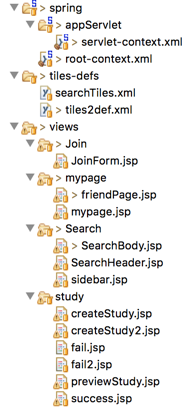 > spring
> appServlet
> servlet-context.xml
> root-context.xml
> tiles-defs
searchTiles.xml
> tiles2def.xml
> views
> Join
JoinForm.jsp
> mypage
> friendPage.jsp
mypage.jsp
> Search
> SearchBody.jsp
SearchHeader.jsp
sidebar.jsp
study
createStudy.jsp
createStudy2.jsp
fail.jsp
fail2.jsp
previewStudy.jsp
success.jsp